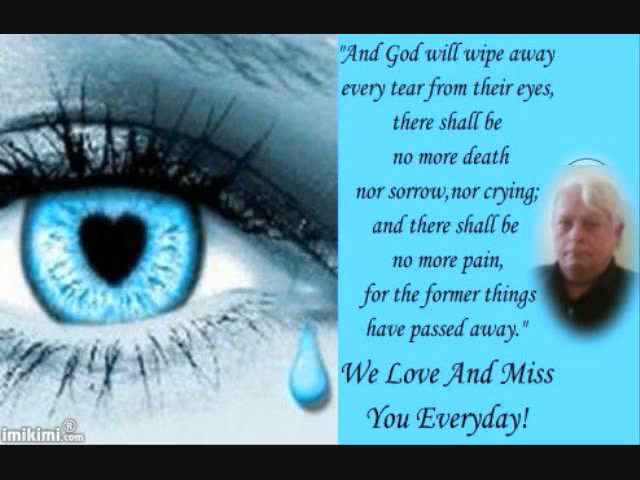 "And God will wipe away
every tear from their eyes,
there shall be
no more death
nor sorrow,nor crying;
and there shall be
no more pain,
for the former things
have passed away."
We Love And Miss
You Everyday!
imikimi®.com